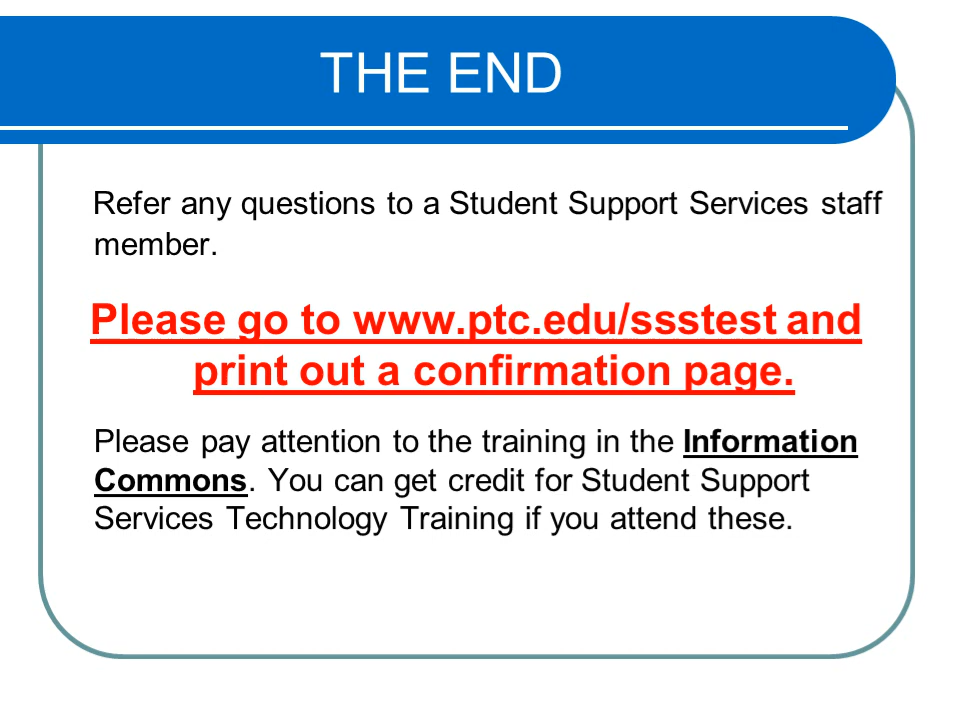 THE END
Refer any questions to a Student Support Services staff
member.
Please go to www.ptc.edu/ssstest and
print out a confirmation page.
Please pay attention to the training in the Information
Commons. You can get credit for Student Support
Services Technology Training if you attend these.